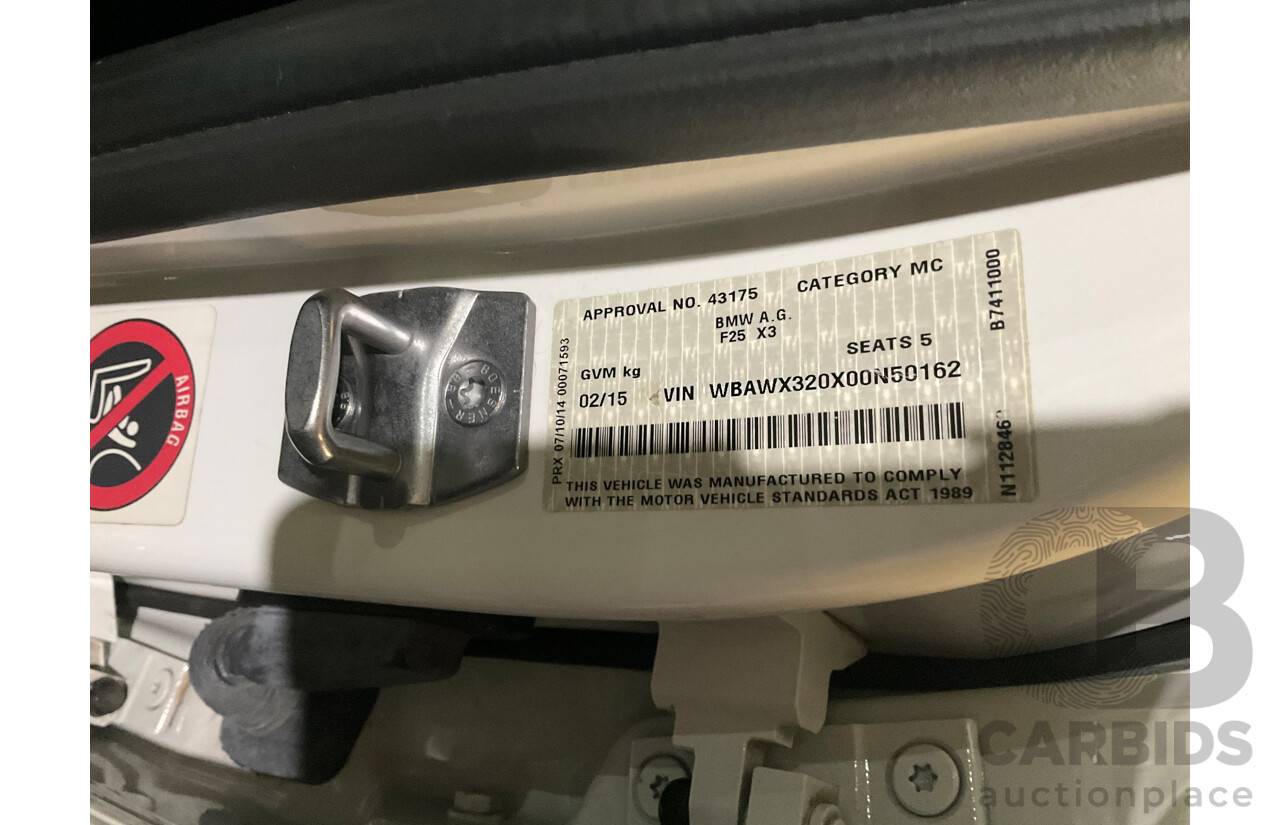 APPROVAL NO. 43175 CATEGORY MC
BMW A.G.
F25 X3
SEATS 5
GVM kg
02/15 VIN WBAWX320X00N50162
THIS VEHICLE WAS MANUFACTURED TO COMPLY
WITH THE MOTOR VEHICLE STANDARDS ACT 1989
PRX 07/10/14 00071593
B7411000
AIRBAG
BOESNER
CARBIDS
auctionplace